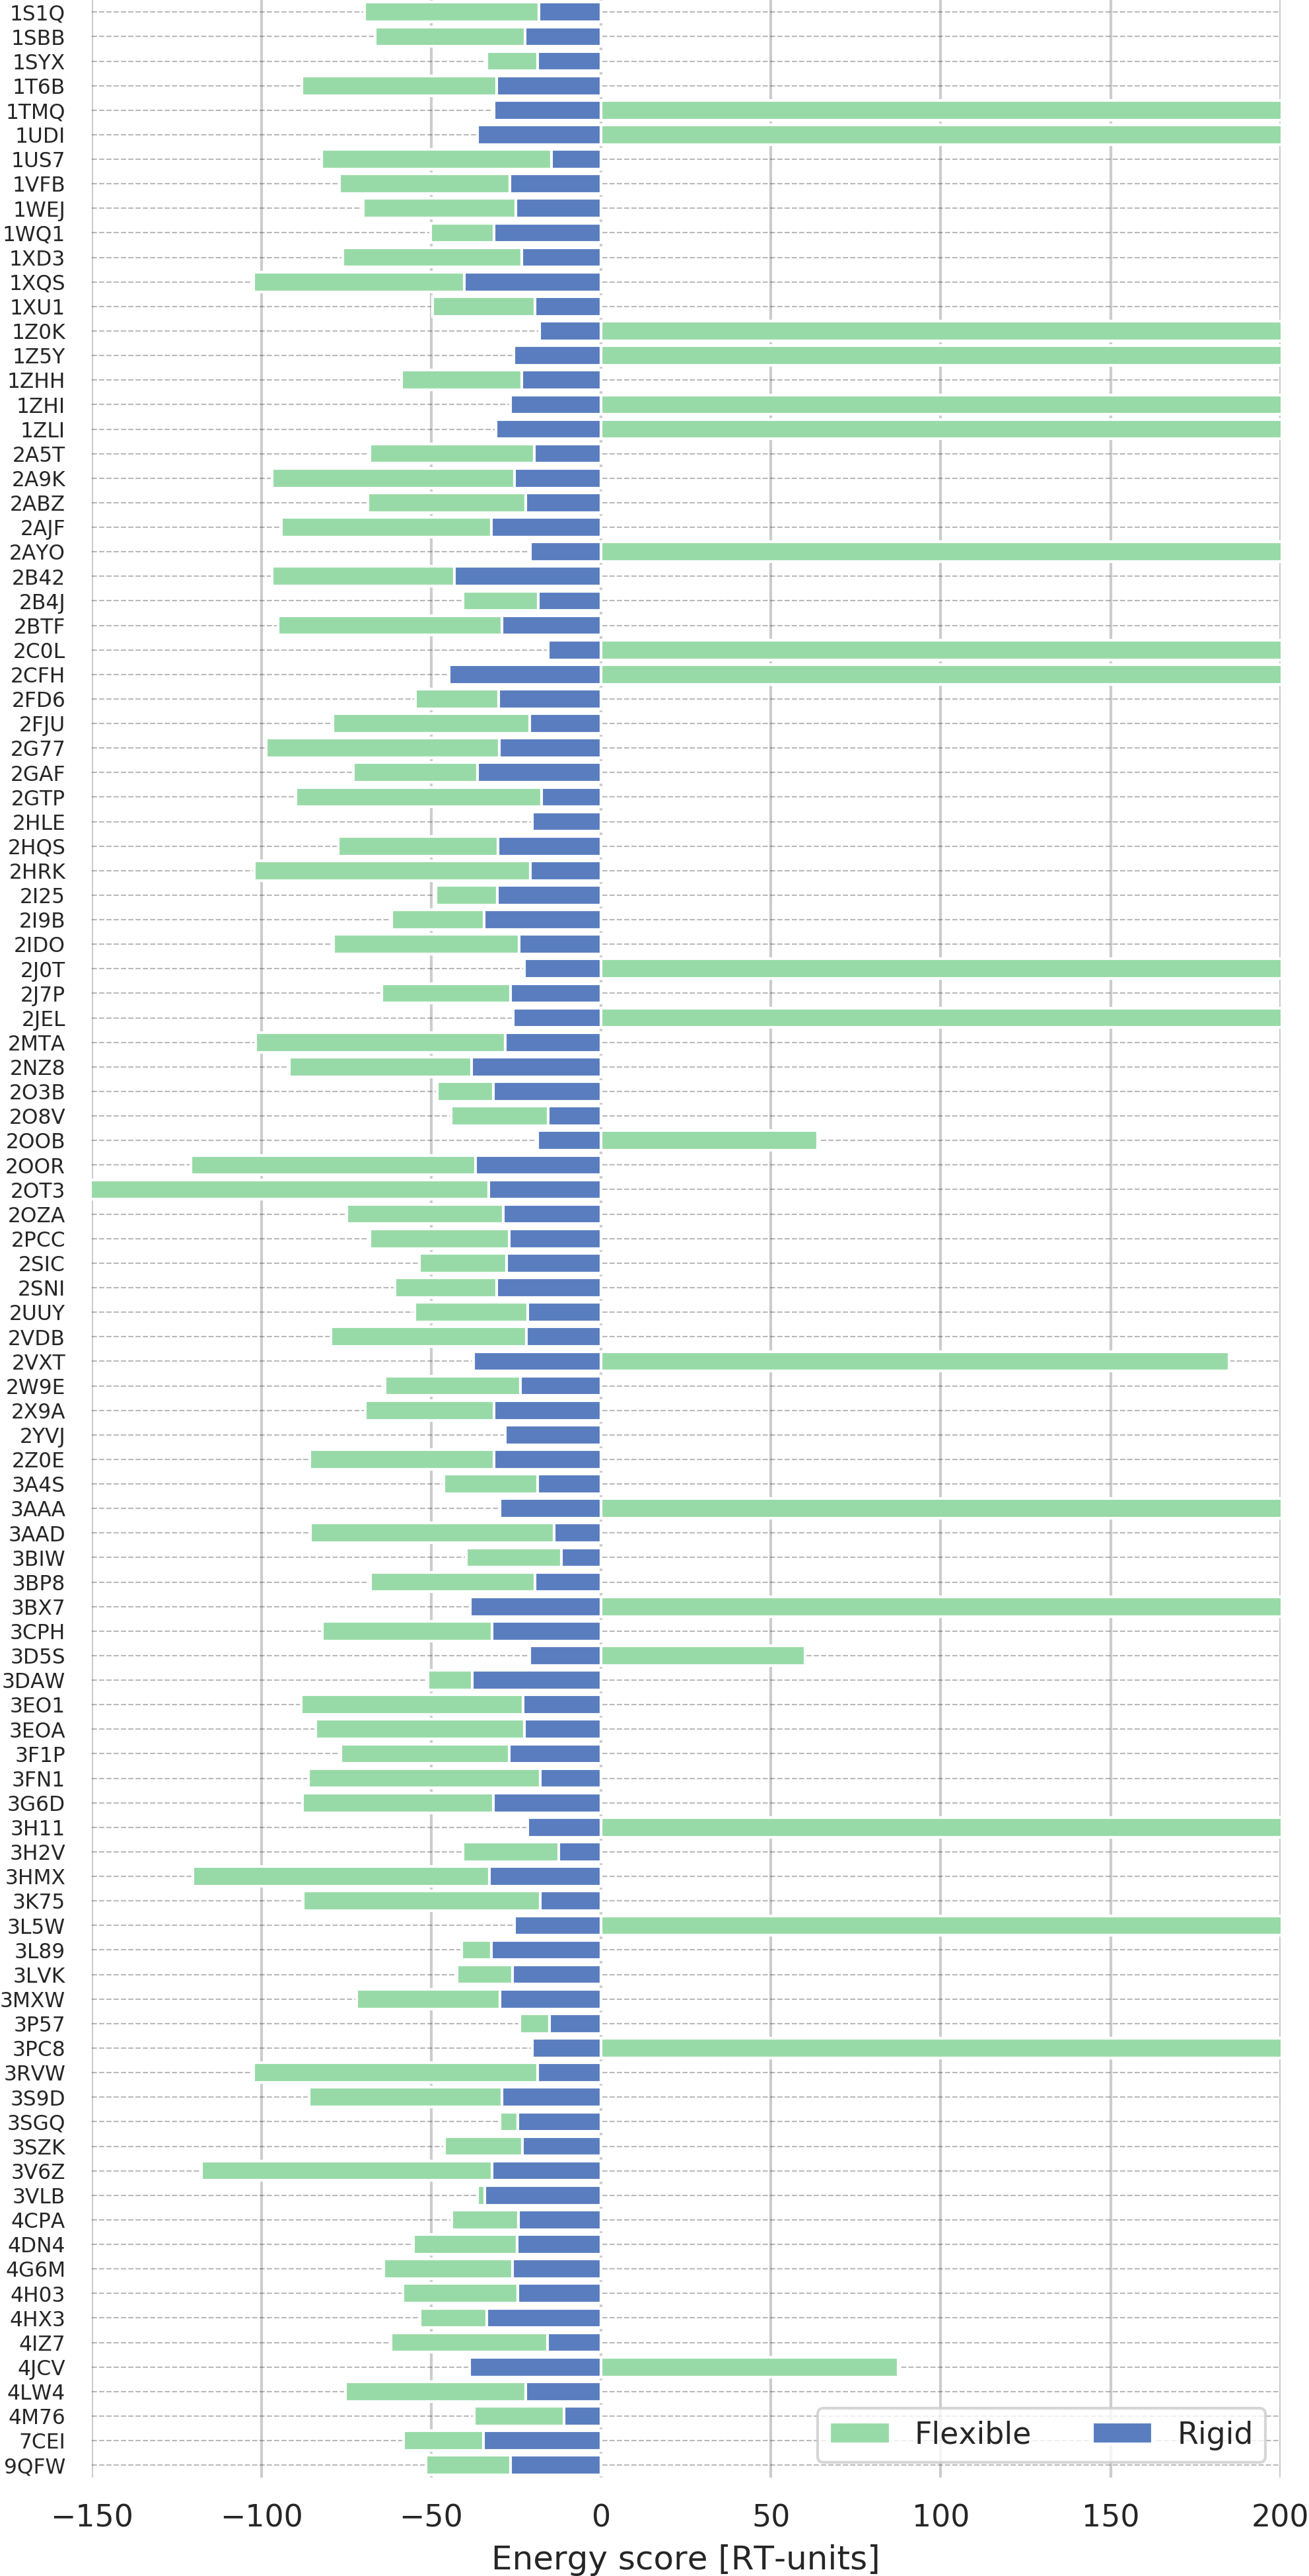 1S1Q
1SBB
1SYX
1T6B
1TMQ
1UDI
1US7
1VFB
1WEJ
1WQ1
1XD3
1XQS
1XU1
1Z0K
1Z5Y
1ZHH
1ZHI
1ZLI
2A5T
2A9K
2ABZ
2AJF
2AYO
2B42
2B4J
2BTF
2C0L
2CFH
2FD6
2FJU
2G77
2GAF
2GTP
2HLE
2HQS
2HRK
2I25
2I9B
2IDO
2J0T
2J7P
2JEL
2MTA
2NZ8
2O3B
2O8V
2OOB
2OOR
2OT3
2OZA
2PCC
2SIC
2SNI
2UUY
2VDB
2VXT
2W9E
2X9A
2YVJ
2Z0E
3A4S
3AAA
3AAD
3BIW
3BP8
3BX7
3CPH
3D5S
3DAW
3EO1
3EOA
3F1P
3FN1
3G6D
3H11
3H2V
3HMX
3K75
3L5W
3L89
3LVK
3MXW
3P57
3PC8
3RVW
3S9D
3SGQ
3SZK
3V6Z
3VLB
4CPA
4DN4
4G6M
4H03
4HX3
4IZ7
4JCV
4LW4
4M76
7CEI
9QFW
Flexible Rigid
−150 −100 −50 0 50 100 150 200
Energy score [RT-units]